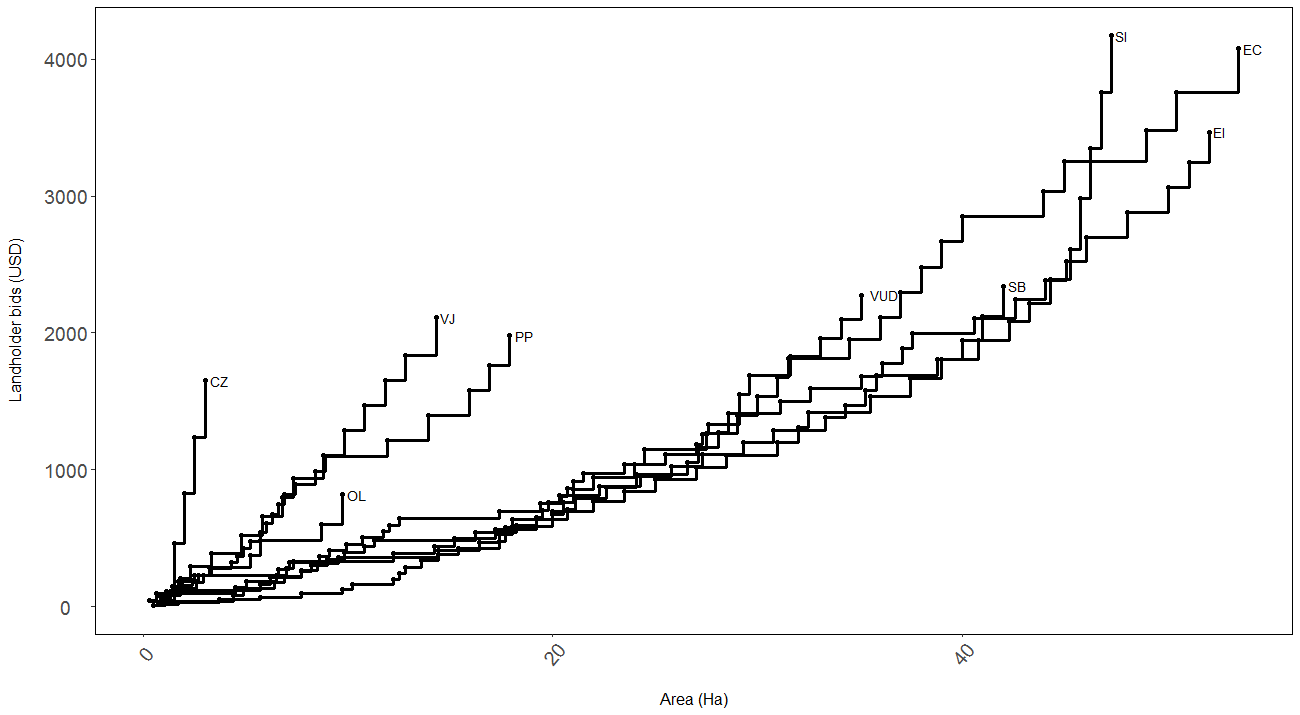 4000
3000
2000
1000
0
Landholder bids (USD)
SI
EC
EI
VUD
SB
VJ
PP
CZ
OL
0
20
40
Area (Ha)